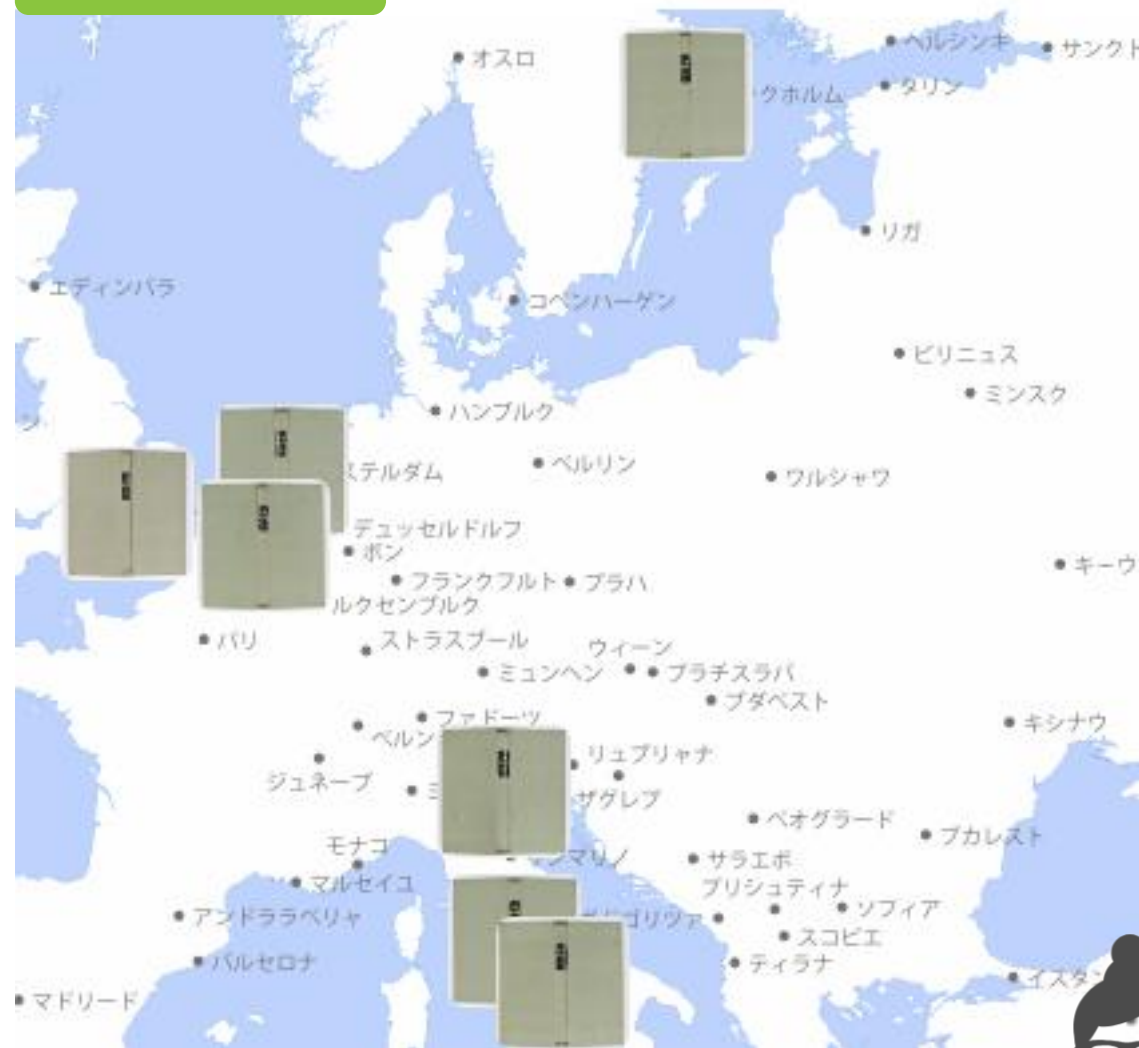 オスロ
ヘルシンキ
サンクト
クホルム
タリン
リガ
エディンバラ
コペンハーゲン
ビリニュス
ミンスク
ハンブルク
ン
ステルダム
ベルリン
ワルシャワ
デュッセルドルフ
ボン
フランクフルト
プラハ
キーウ
ルクセンブルク
パリ
ストラスブール
ウィーン
ミュンヘン
ブラチスラバ
ブダペスト
ファドーツ
ベルン
キシナウ
リュブリャナ
ジュネーブ
ミ
ザグレブ
ベオグラード
ブカレスト
モナコ
サンマリノ
サラエボ
マルセイユ
プリシュティナ
アンドララベリャ
ポドゴリツァ
ソフィア
スコピエ
バルセロナ
ティラナ
イスタン
マドリード